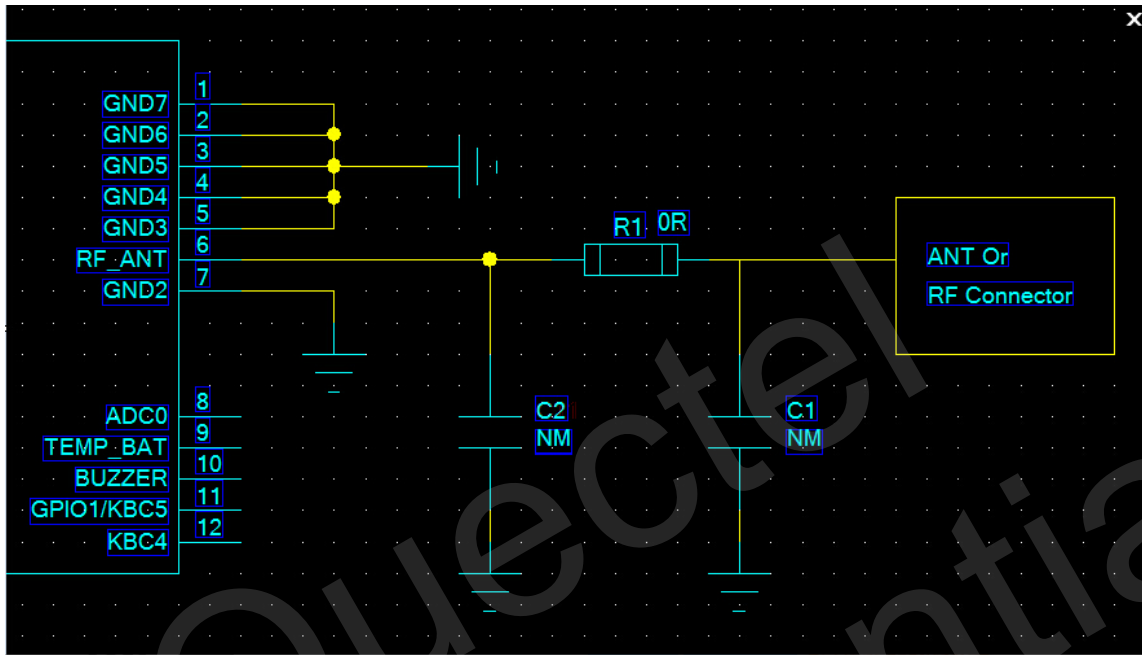 X
GND7 1
GND6 2
GND5 3
GND4 4
GND3 5
RF_ANT 6
GND2 7
ADC0 8
TEMP_BAT 9
BUZZER 10
GPIO1/KBC5 11
KBC4 12
R1 0R
ANT Or
RF Connector
C2
NM
C1
NM
Quectel
ntia